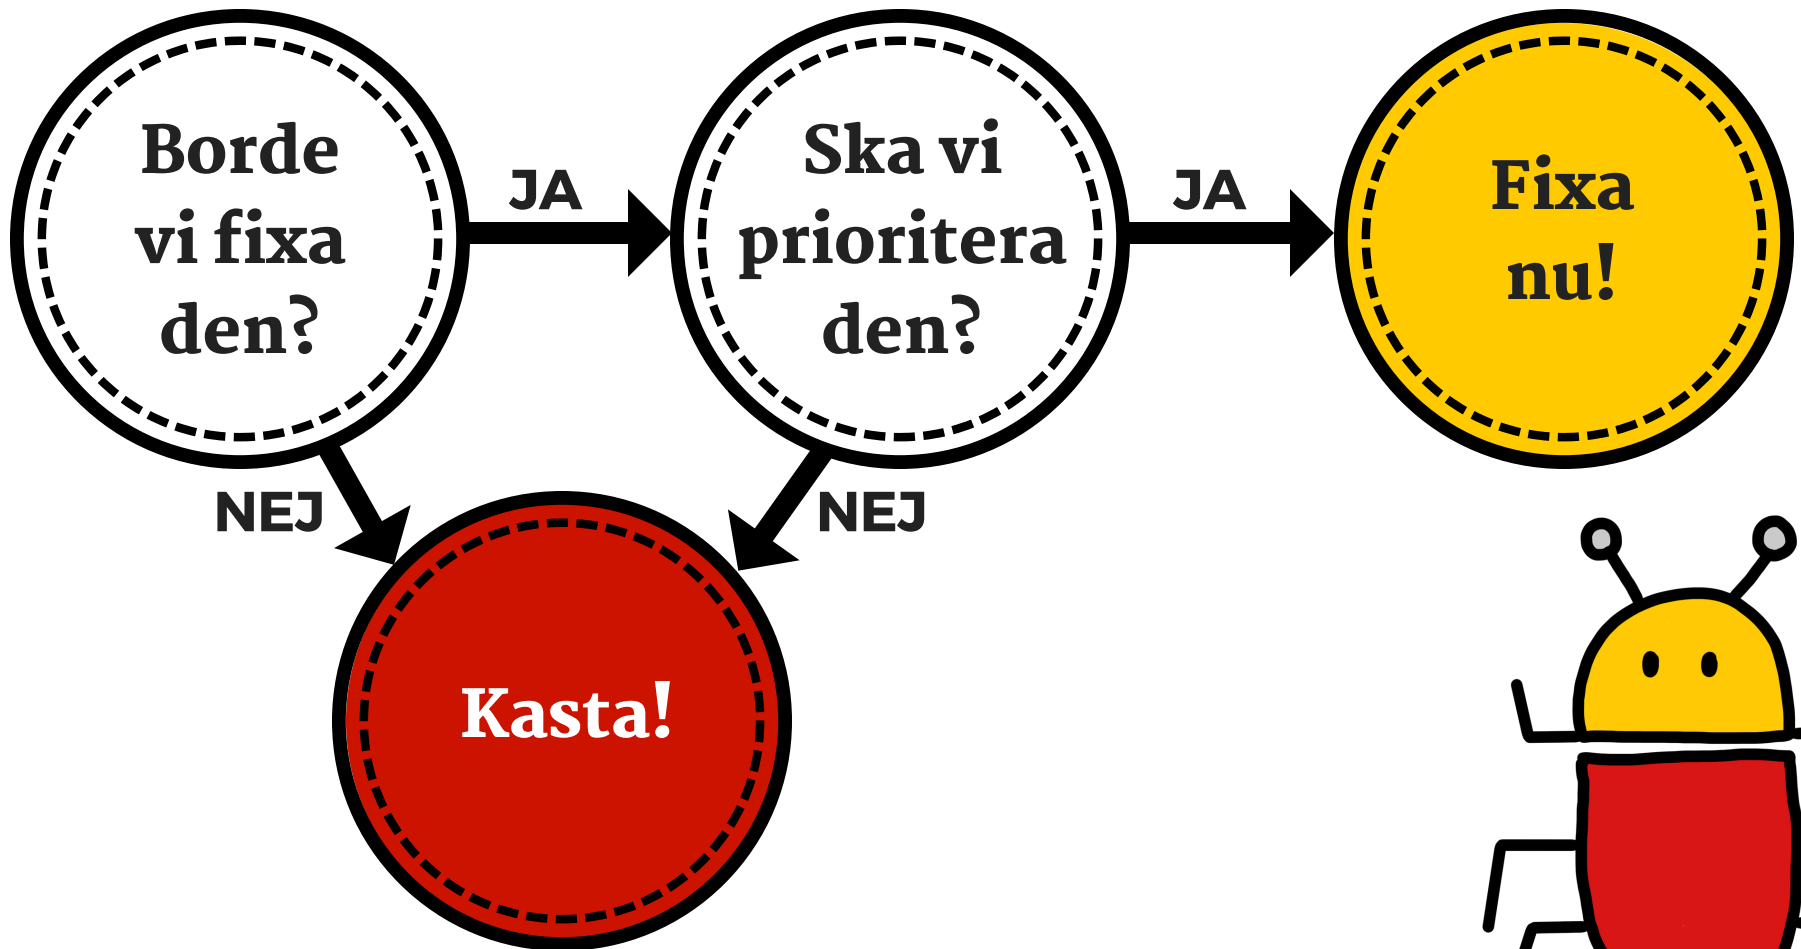 Borde
vi fixa
den?
JA
Ska vi
prioritera
den?
JA
Fixa
nu!
NEJ
NEJ
Kasta!